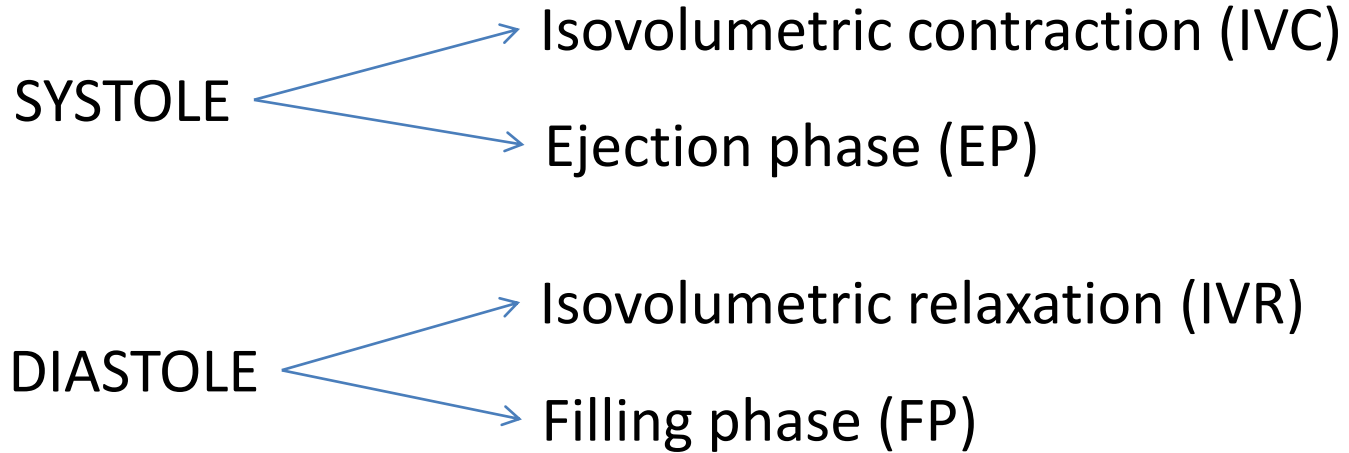 SYSTOLE
Isovolumetric contraction (IVC)
Ejection phase (EP)
DIASTOLE
Isovolumetric relaxation (IVR)
Filling phase (FP)